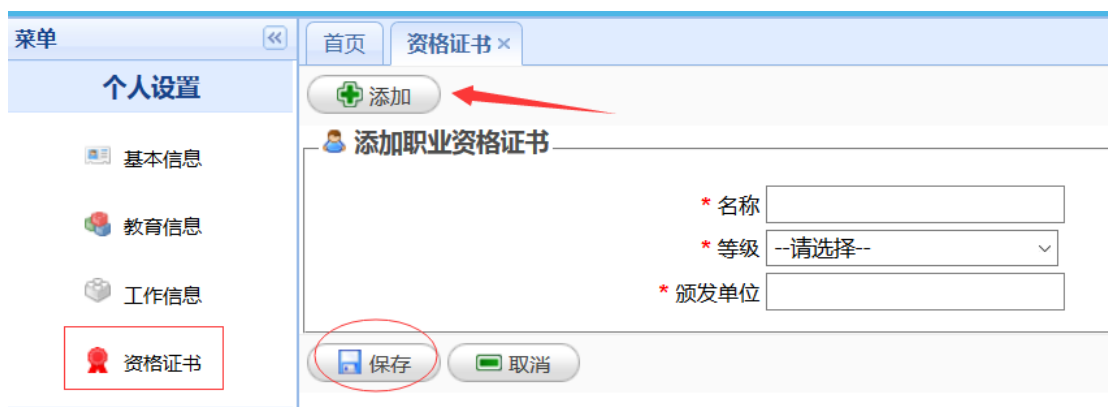 菜单
个人设置
基本信息
教育信息
工作信息
资格证书
首页 资格证书
添加
添加职业资格证书
* 名称
* 等级 --请选择--
* 颁发单位
保存 取消